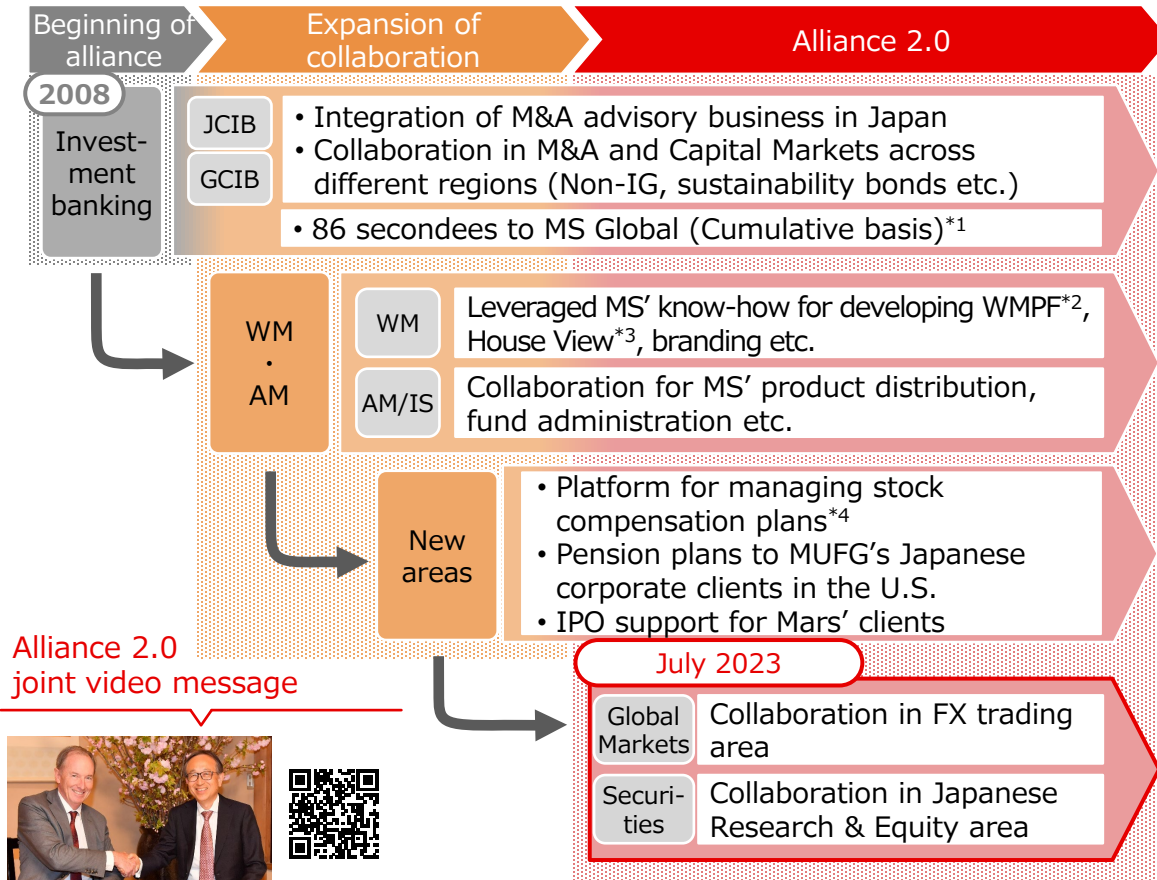 Beginning of
alliance
Expansion of
collaboration
Alliance 2.0
2008
Invest-
ment
banking
JCIB
GCIB
• Integration of M&A advisory business in Japan
• Collaboration in M&A and Capital Markets across
different regions (Non-IG, sustainability bonds etc.)
• 86 secondees to MS Global (Cumulative basis)*1
WM
・
AM
WM
Leveraged MS’ know-how for developing WMPF*2,
House View*3, branding etc.
AM/IS
Collaboration for MS’ product distribution,
fund administration etc.
New
areas
• Platform for managing stock
compensation plans*4
• Pension plans to MUFG’s Japanese
corporate clients in the U.S.
• IPO support for Mars’ clients
Alliance 2.0
joint video message
July 2023
Global
Markets
Collaboration in FX trading
area
Securi-
ties
Collaboration in Japanese
Research & Equity area